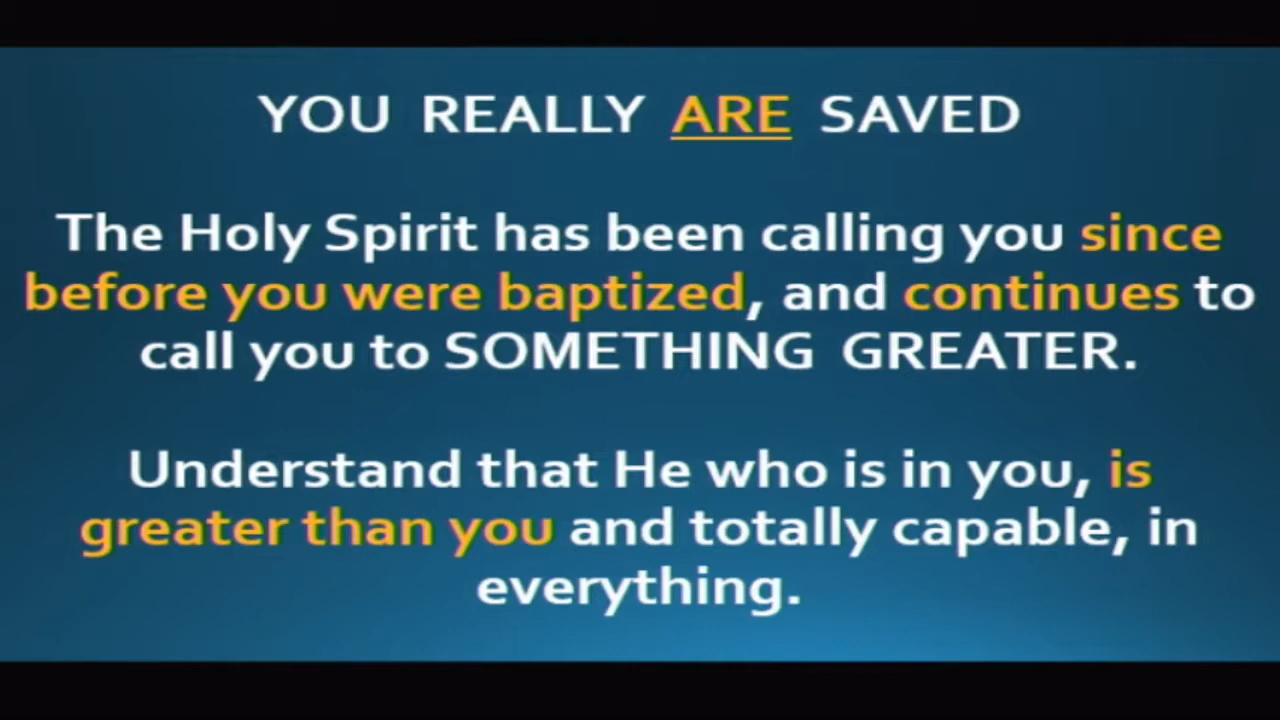 YOU REALLY ARE SAVED
The Holy Spirit has been calling you since
before you were baptized, and continues to
call you to SOMETHING GREATER.
Understand that He who is in you, is
greater than you and totally capable, in
everything.